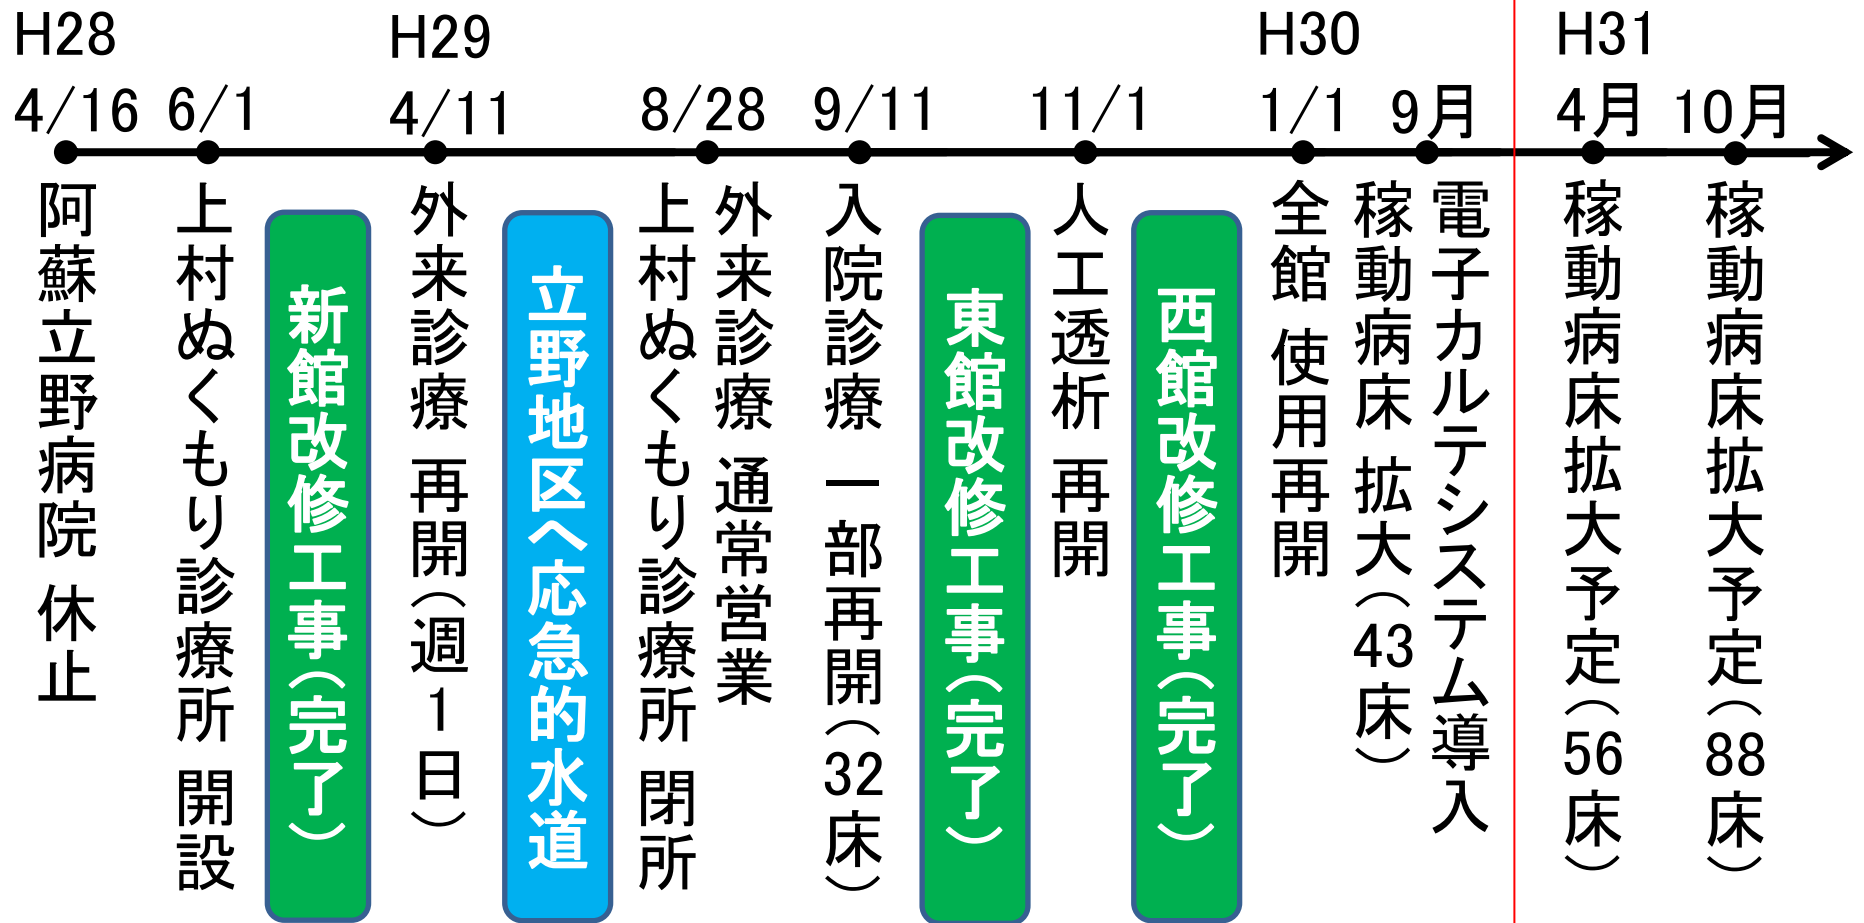 H28
4/16
阿蘇立野病院 休止
6/1
上村ぬくもり診療所 開設
新館改修工事(完了)
H29
4/11
外来診療 再開(週1日)
立野地区へ応急的水道
8/28
外来診療 通常営業
上村ぬくもり診療所 閉所
9/11
入院診療 一部再開(32床)
東館改修工事(完了)
11/1
人工透析 再開
西館改修工事(完了)
H30
1/1
全館 使用再開
9月
電子カルテシステム導入
稼動病床 拡大(43床)
H31
4月
稼動病床拡大予定(56床)
10月
稼動病床拡大予定(88床)